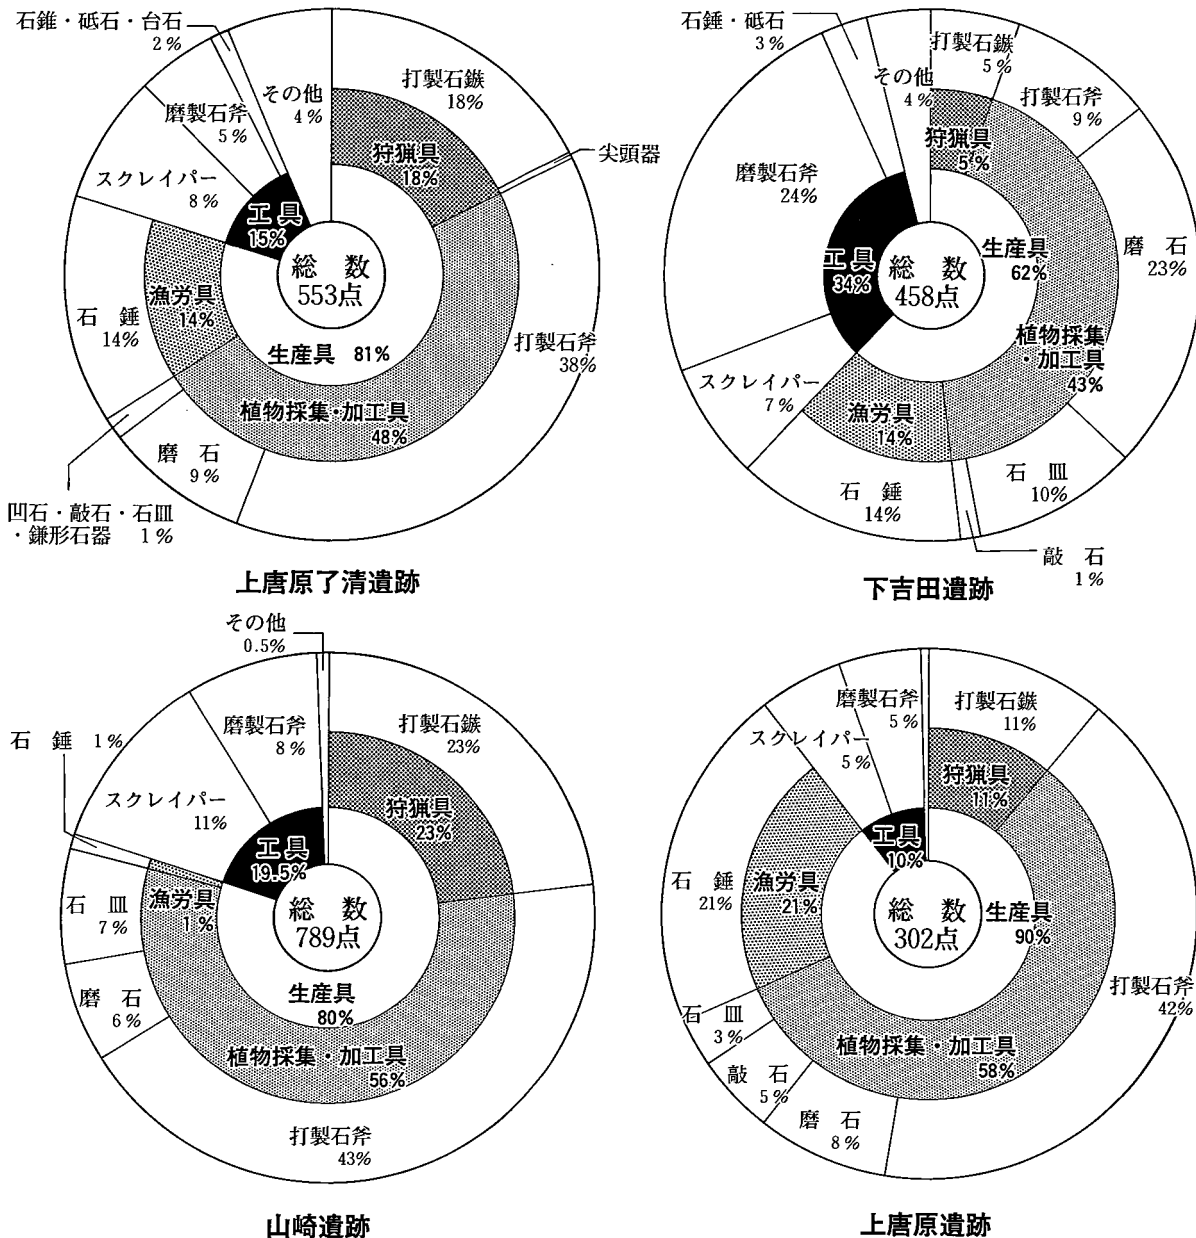 石錐・砥石・台石
2%
磨製石斧
5%
その他
4%
打製石鏃
18%
狩猟具
18%
尖頭器
スクレイパー
8%
工具
15%
総 数
553点
石 錘
14%
漁労具
14%
生産具 81%
打製石斧
38%
植物採集・加工具
48%
磨 石
9%
凹石・敲石・石皿
・鎌形石器 1%
上唐原了清遺跡
石錘・砥石
3%
その他
4%
打製石鏃
5%
打製石斧
9%
狩猟具
5%
磨製石斧
24%
工具
34%
総 数
458点
生産具
62%
磨 石
23%
植物採集
・加工具
43%
スクレイパー
7%
漁労具
14%
石 錘
14%
石 皿
10%
敲 石
1%
下吉田遺跡
その他
0.5%
磨製石斧
8%
打製石鏃
23%
石 錘 1%
スクレイパー
11%
狩猟具
23%
工具
19.5%
石 皿
7%
漁労具
1%
総 数
789点
磨 石
6%
生産具
80%
植物採集・加工具
56%
打製石斧
43%
山崎遺跡
磨製石斧
5%
打製石鏃
11%
スクレイパー
5%
狩猟具
11%
工具
10%
石 錘
21%
漁労具
21%
総 数
302点
生産具
90%
打製石斧
42%
石 皿
3%
植物採集・加工具
58%
敲 石
5%
磨 石
8%
上唐原遺跡